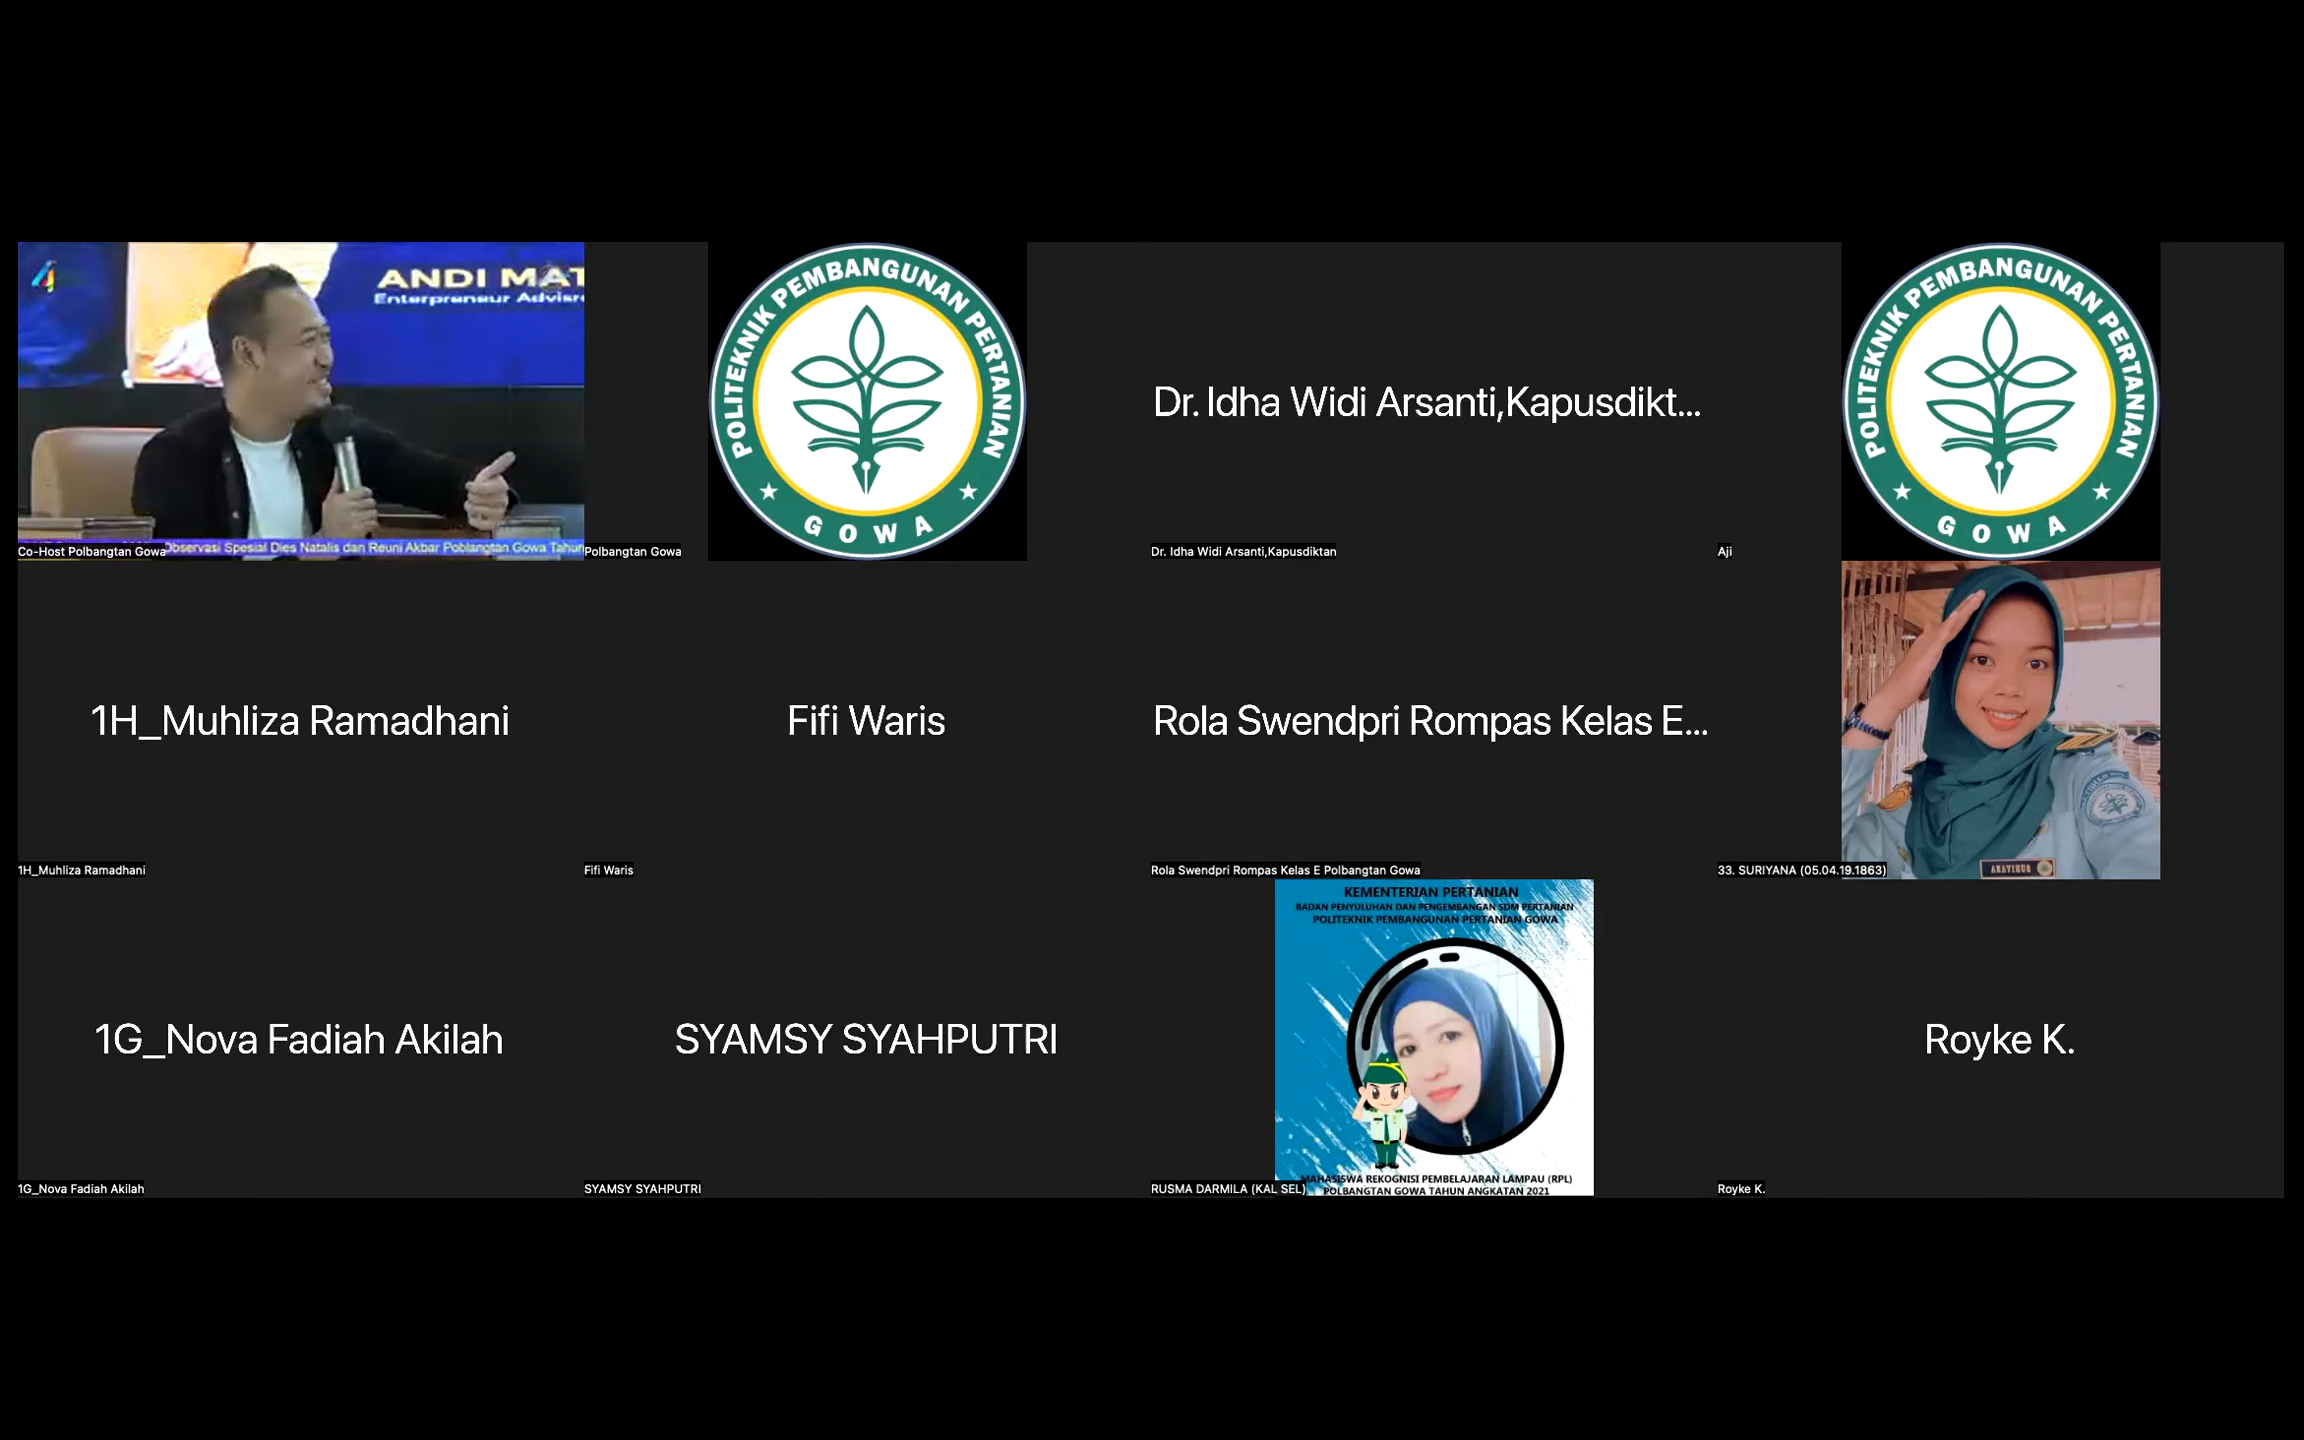 ANDI MAT
Enterpreneur Advisre
Co-Host Polbangtan Gowa
Observasi Spesial Dies Natalis dan Reuni Akbar Poblangtan Gowa Tahun
POLITEKNIK PEMBANGUNAN PERTANIAN
GOWA
Polbangtan Gowa
Dr. Idha Widi Arsanti,Kapusdikt...
Dr. Idha Widi Arsanti,Kapusdiktan
POLITEKNIK PEMBANGUNAN PERTANIAN
GOWA
Aji
1H_Muhliza Ramadhani
1H_Muhliza Ramadhani
Fifi Waris
Fifi Waris
Rola Swendpri Rompas Kelas E...
Rola Swendpri Rompas Kelas E Polbangtan Gowa
SURIYANA
33. SURIYANA (05.04.19.1863)
1G_Nova Fadiah Akilah
1G_Nova Fadiah Akilah
SYAMSY SYAHPUTRI
SYAMSY SYAHPUTRI
KEMENTERIAN PERTANIAN
BADAN PENYULUHAN DAN PENGEMBANGAN SDM PERTANIAN
POLITEKNIK PEMBANGUNAN PERTANIAN GOWA
MAHASISWA REKOGNISI PEMBELAJARAN LAMPAU (RPL)
POLBANGTAN GOWA TAHUN ANGKATAN 2021
RUSMA DARMILA (KAL SEL)
Royke K.
Royke K.